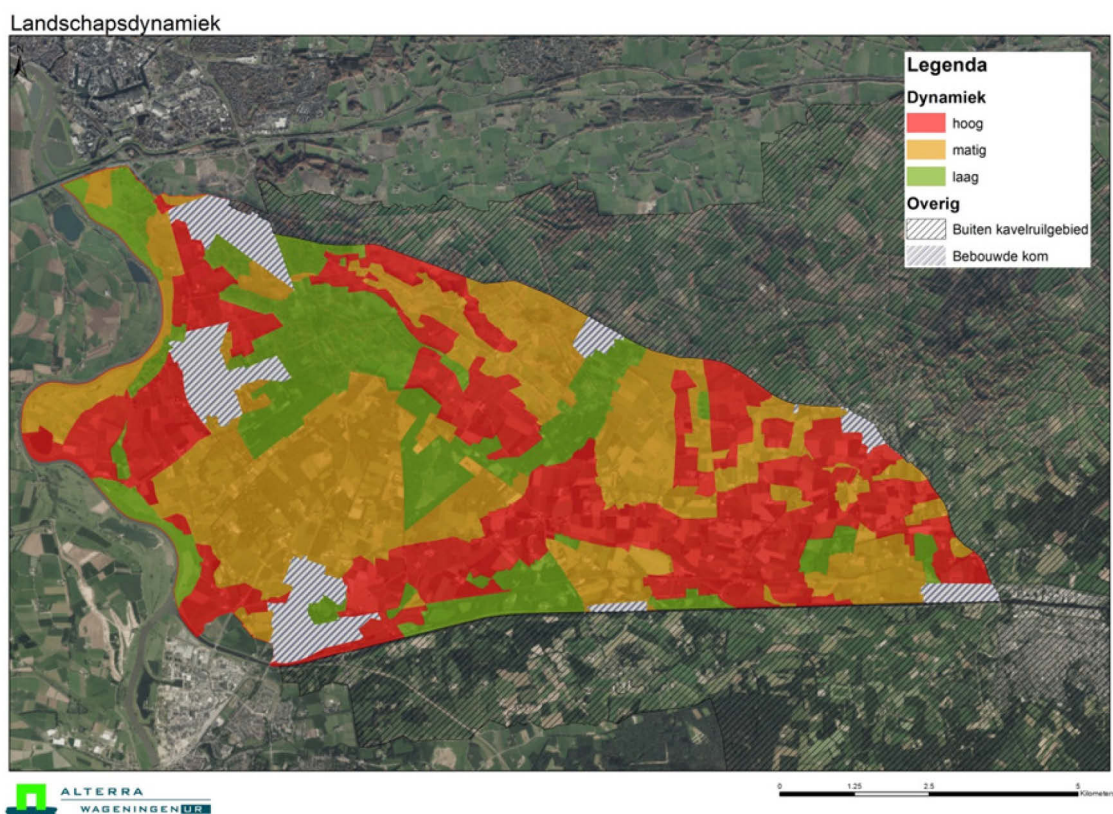 Landschapsdynamiek
N
Legenda
Dynamiek
hoog
matig
laag
Overig
Buiten kavelruilgebied
Bebouwde kom
ALTERRA
WAGENINGEN UR
0 1.25 2.5 5
Kilometers